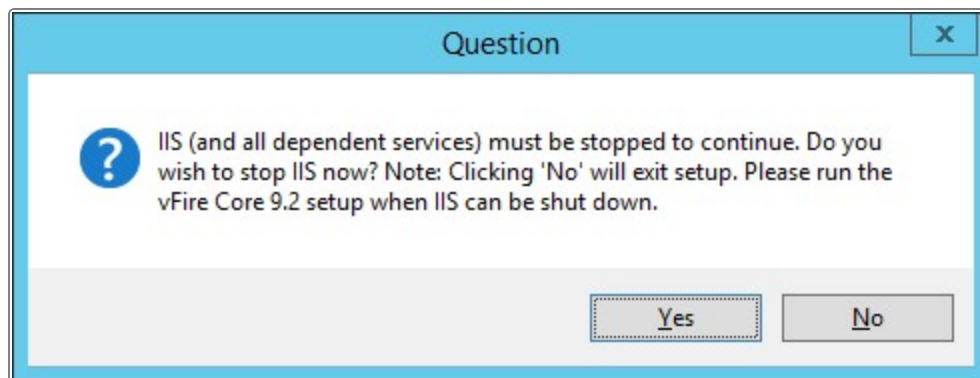 Question
x
IIS (and all dependent services) must be stopped to continue. Do you
wish to stop IIS now? Note: Clicking 'No' will exit setup. Please run the
vFire Core 9.2 setup when IIS can be shut down.
?
Yes
No